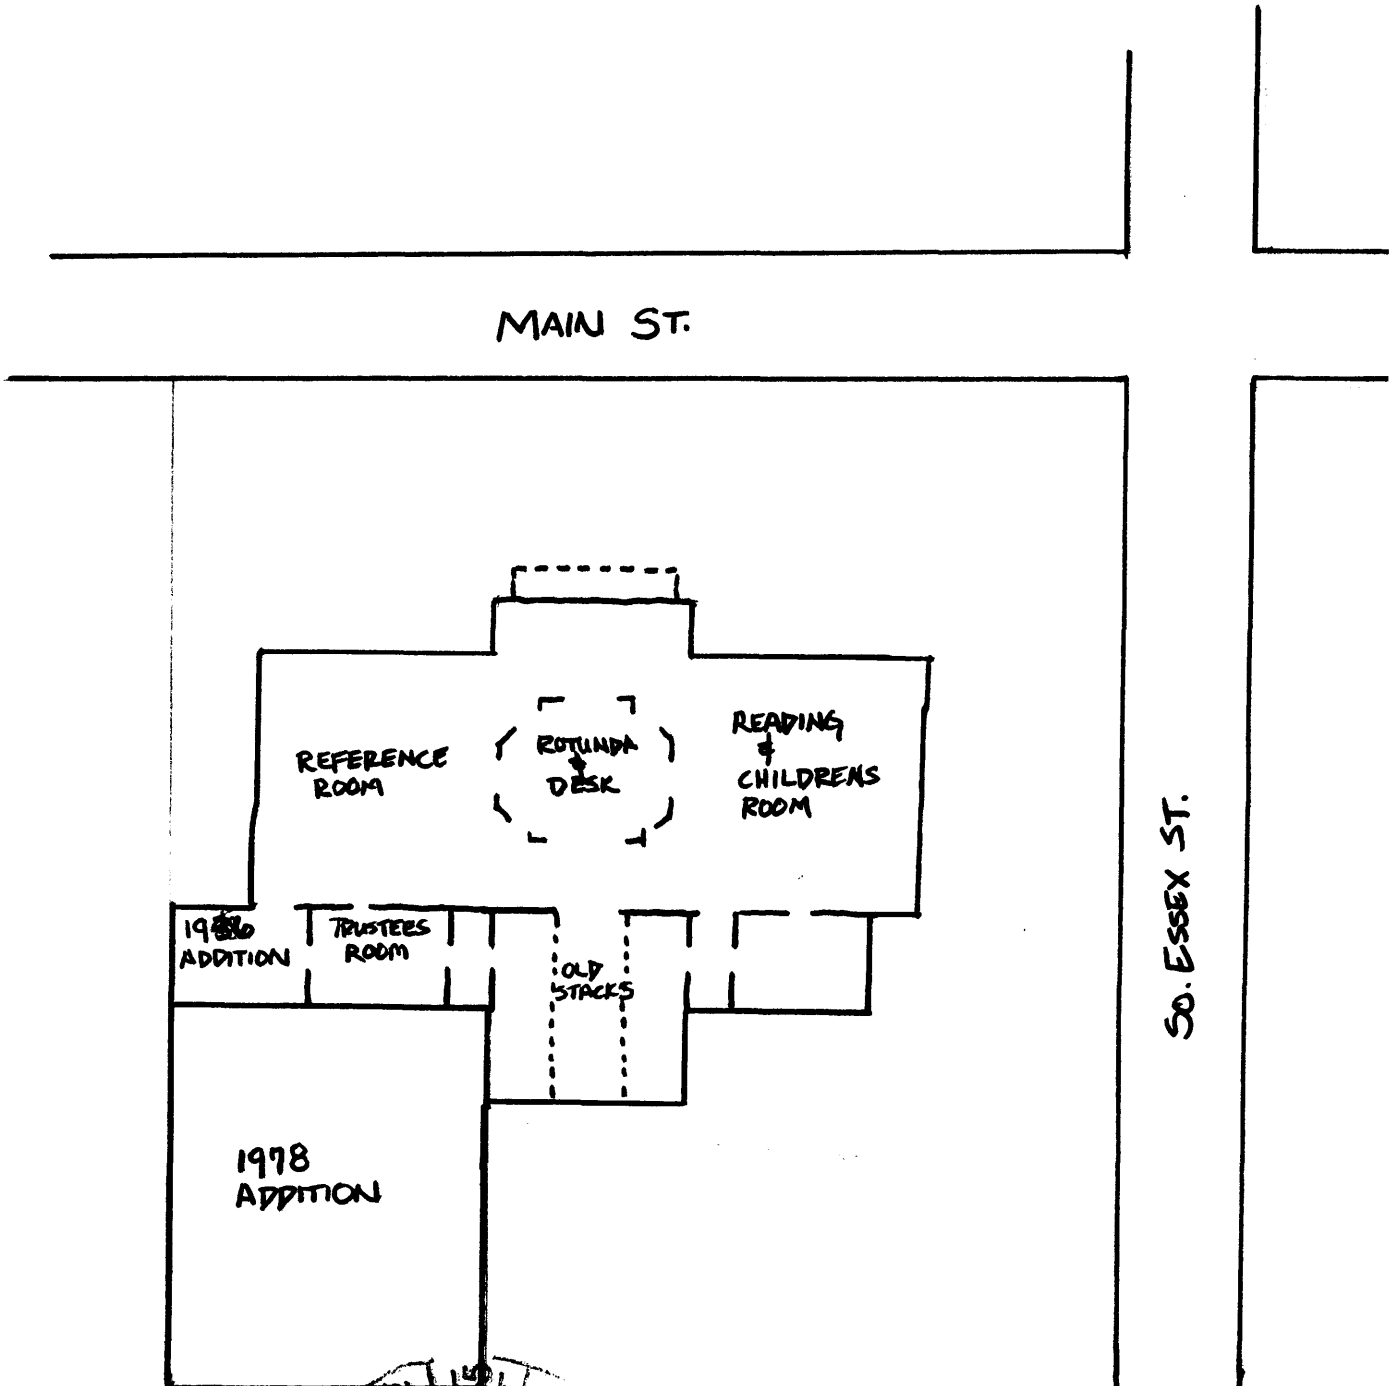 MAIN ST.
READING
&
CHILDRENS
ROOM
ROTUNDA
&
DESK
REFERENCE
ROOM
SO. ESSEX ST.
ADDITION
TRUSTEES
ROOM
OLD
STACKS
1978
ADDITION